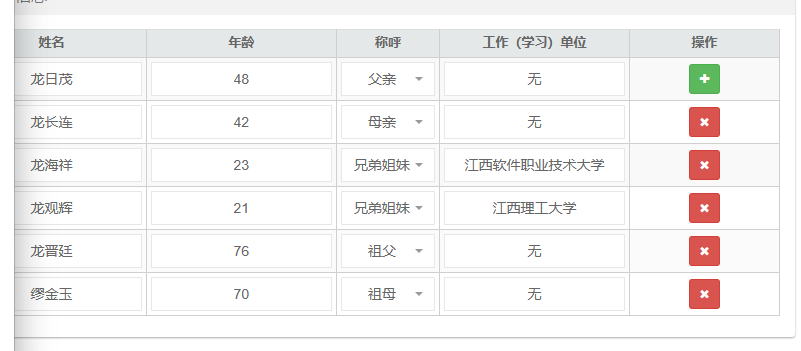 姓名 年龄 称呼 工作（学习）单位 操作
龙日茂 48 父亲 无
龙长连 42 母亲 无
龙海祥 23 兄弟姐妹 江西软件职业技术大学
龙观辉 21 兄弟姐妹 江西理工大学
龙晋廷 76 祖父 无
缪金玉 70 祖母 无